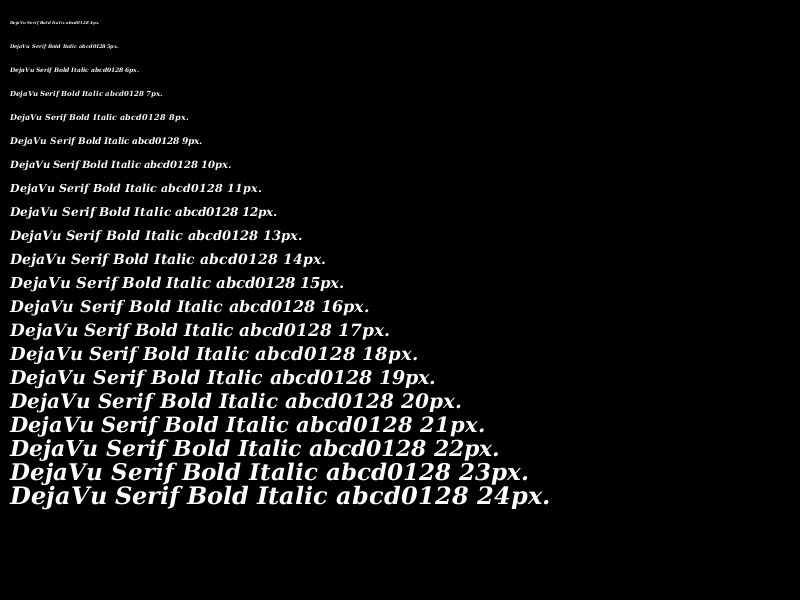 DejaVu Serif Bold Italic abcd0128 4px.
DejaVu Serif Bold Italic abcd0128 5px.
DejaVu Serif Bold Italic abcd0128 6px.
DejaVu Serif Bold Italic abcd0128 7px.
DejaVu Serif Bold Italic abcd0128 8px.
DejaVu Serif Bold Italic abcd0128 9px.
DejaVu Serif Bold Italic abcd0128 10px.
DejaVu Serif Bold Italic abcd0128 11px.
DejaVu Serif Bold Italic abcd0128 12px.
DejaVu Serif Bold Italic abcd0128 13px.
DejaVu Serif Bold Italic abcd0128 14px.
DejaVu Serif Bold Italic abcd0128 15px.
DejaVu Serif Bold Italic abcd0128 16px.
DejaVu Serif Bold Italic abcd0128 17px.
DejaVu Serif Bold Italic abcd0128 18px.
DejaVu Serif Bold Italic abcd0128 19px.
DejaVu Serif Bold Italic abcd0128 20px.
DejaVu Serif Bold Italic abcd0128 21px.
DejaVu Serif Bold Italic abcd0128 22px.
DejaVu Serif Bold Italic abcd0128 23px.
DejaVu Serif Bold Italic abcd0128 24px.